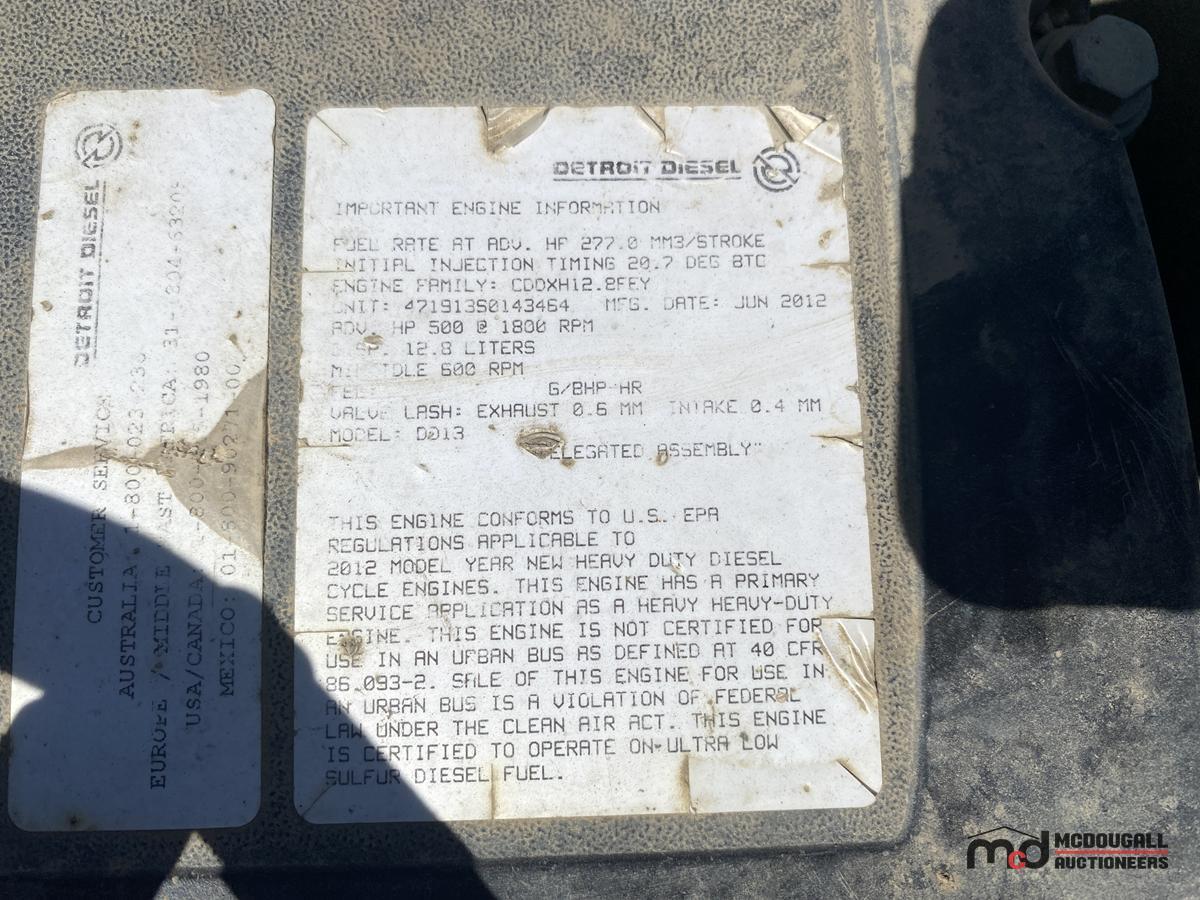 DETROIT DIESEL
CUSTOMER SERVICE
AUSTRALIA
EUROPE / MIDDLE
USA/CANADA
MEXICO:
DETROIT DIESEL
IMPORTANT ENGINE INFORMATION
FUEL RATE AT ADV. HP 277.0 MM3/STROKE
INITIAL INJECTION TIMING 20.7 DEG BTC
ENGINE FAMILY: CDDXH12.8FEY
UNIT: 471913S0143464 MFG. DATE: JUN 2012
ADV. HP 500 @ 1800 RPM
12.8 LITERS
IDLE 600 RPM
G/BHP-HR
VALVE LASH: EXHAUST 0.6 MM INTAKE 0.4 MM
MODEL: DD13
ELEGATED ASSEMBLY"
THIS ENGINE CONFORMS TO U.S. EPA
REGULATIONS APPLICABLE TO
2012 MODEL YEAR NEW HEAVY DUTY DIESEL
CYCLE ENGINES. THIS ENGINE HAS A PRIMARY
SERVICE APPLICATION AS A HEAVY HEAVY-DUTY
ENGINE. THIS ENGINE IS NOT CERTIFIED FOR
USE IN AN URBAN BUS AS DEFINED AT 40 CFR
86.093-2. SALE OF THIS ENGINE FOR USE IN
AN URBAN BUS IS A VIOLATION OF FEDERAL
LAW UNDER THE CLEAN AIR ACT. THIS ENGINE
IS CERTIFIED TO OPERATE ON ULTRA LOW
SULFUR DIESEL FUEL.
mcd MCDOUGALL
AUCTIONEERS